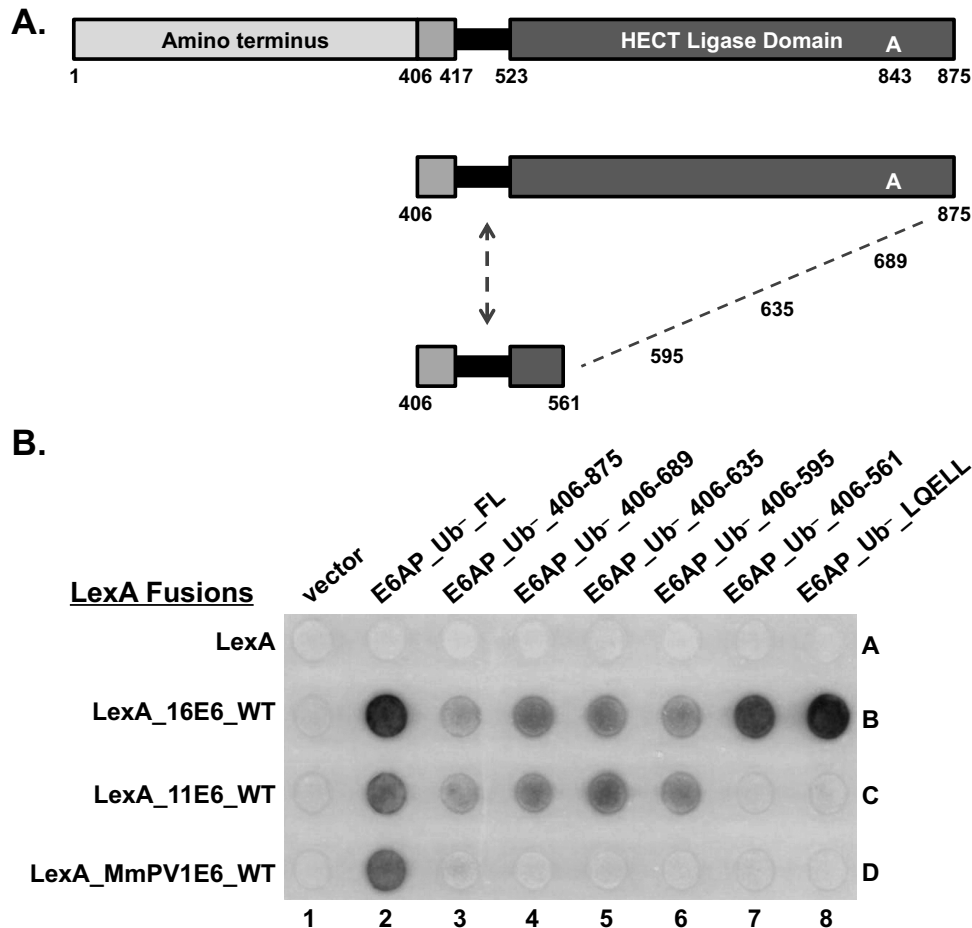 A.
Amino terminus
HECT Ligase Domain
A
1
406
417
523
843
875
A
406
875
689
635
595
406
561
B.
vector
E6AP_Ub⁻_FL
E6AP_Ub⁻_406-875
E6AP_Ub⁻_406-689
E6AP_Ub⁻_406-635
E6AP_Ub⁻_406-595
E6AP_Ub⁻_406-561
E6AP_Ub⁻_LQELL
LexA Fusions
LexA
A
LexA_16E6_WT
B
LexA_11E6_WT
C
LexA_MmPV1E6_WT
D
1 2 3 4 5 6 7 8